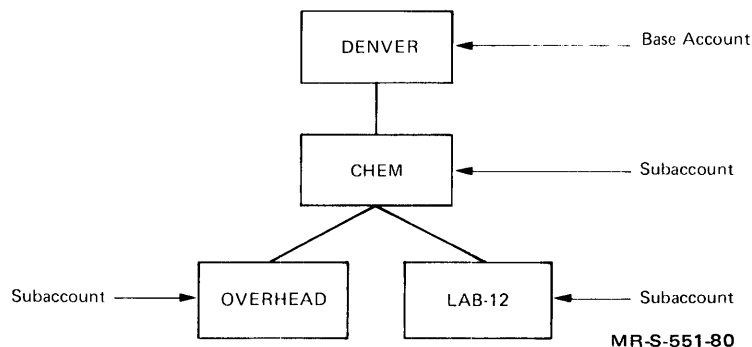 DENVER
Base Account
CHEM
Subaccount
Subaccount
OVERHEAD
LAB-12
Subaccount
MR-S-551-80